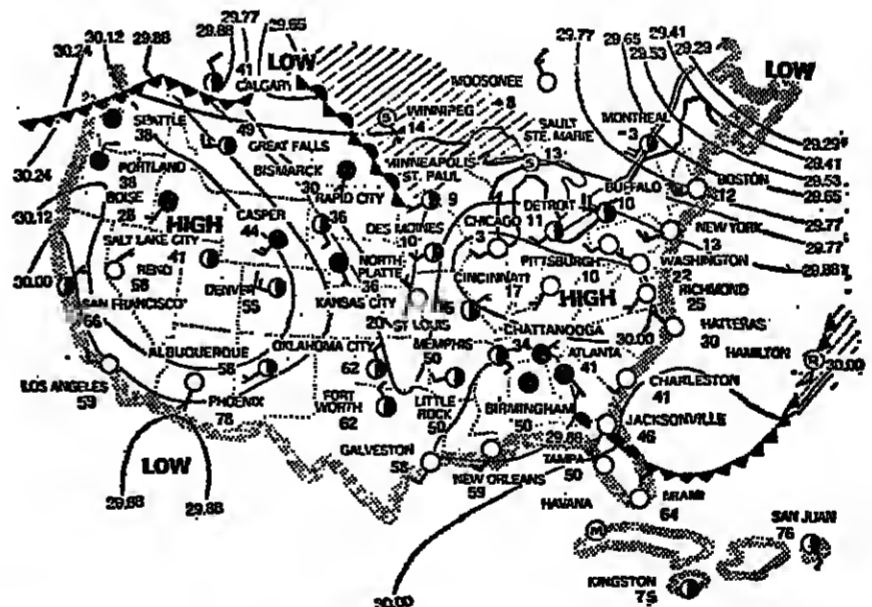 29.77
29.88
29.65
30.12
29.88
30.24
41
CALGARY
LOW
29.77
29.65
29.53
29.41
29.29
LOW
MOOSONEE
-8
WINNIPEG
14
S
SAULT
STE. MARIE
13
S
MONTREAL
-3
SEATTLE
38
49
GREAT FALLS
BISMARCK
30
MINNEAPOLIS
ST. PAUL
9
29.29
29.41
29.53
29.65
29.77
29.77
29.88
30.24
PORTLAND
38
BOISE
28
RAPID CITY
36
BUFFALO
10
BOSTON
12
DETROIT
11
30.12
HIGH
CASPER
44
DES MOINES
10
CHICAGO
3
NEW YORK
13
SALT LAKE CITY
41
NORTH
PLATTE
36
PITTSBURGH
10
WASHINGTON
22
30.00
RENO
56
DENVER
55
CINCINNATI
17
HIGH
RICHMOND
25
SAN FRANCISCO
66
KANSAS CITY
20
ST. LOUIS
CHATTANOOGA
34
30.00
HATTERAS
30
ALBUQUERQUE
56
OKLAHOMA CITY
62
MEMPHIS
50
ATLANTA
41
HAMILTON
R
30.00
LOS ANGELES
59
PHOENIX
78
FORT
WORTH
62
LITTLE
ROCK
50
BIRMINGHAM
50
CHARLESTON
41
29.88
JACKSONVILLE
46
LOW
GALVESTON
58
NEW ORLEANS
59
TAMPA
50
HAVANA
MIAMI
64
29.88
29.88
M
SAN JUAN
76
KINGSTON
75
30.00